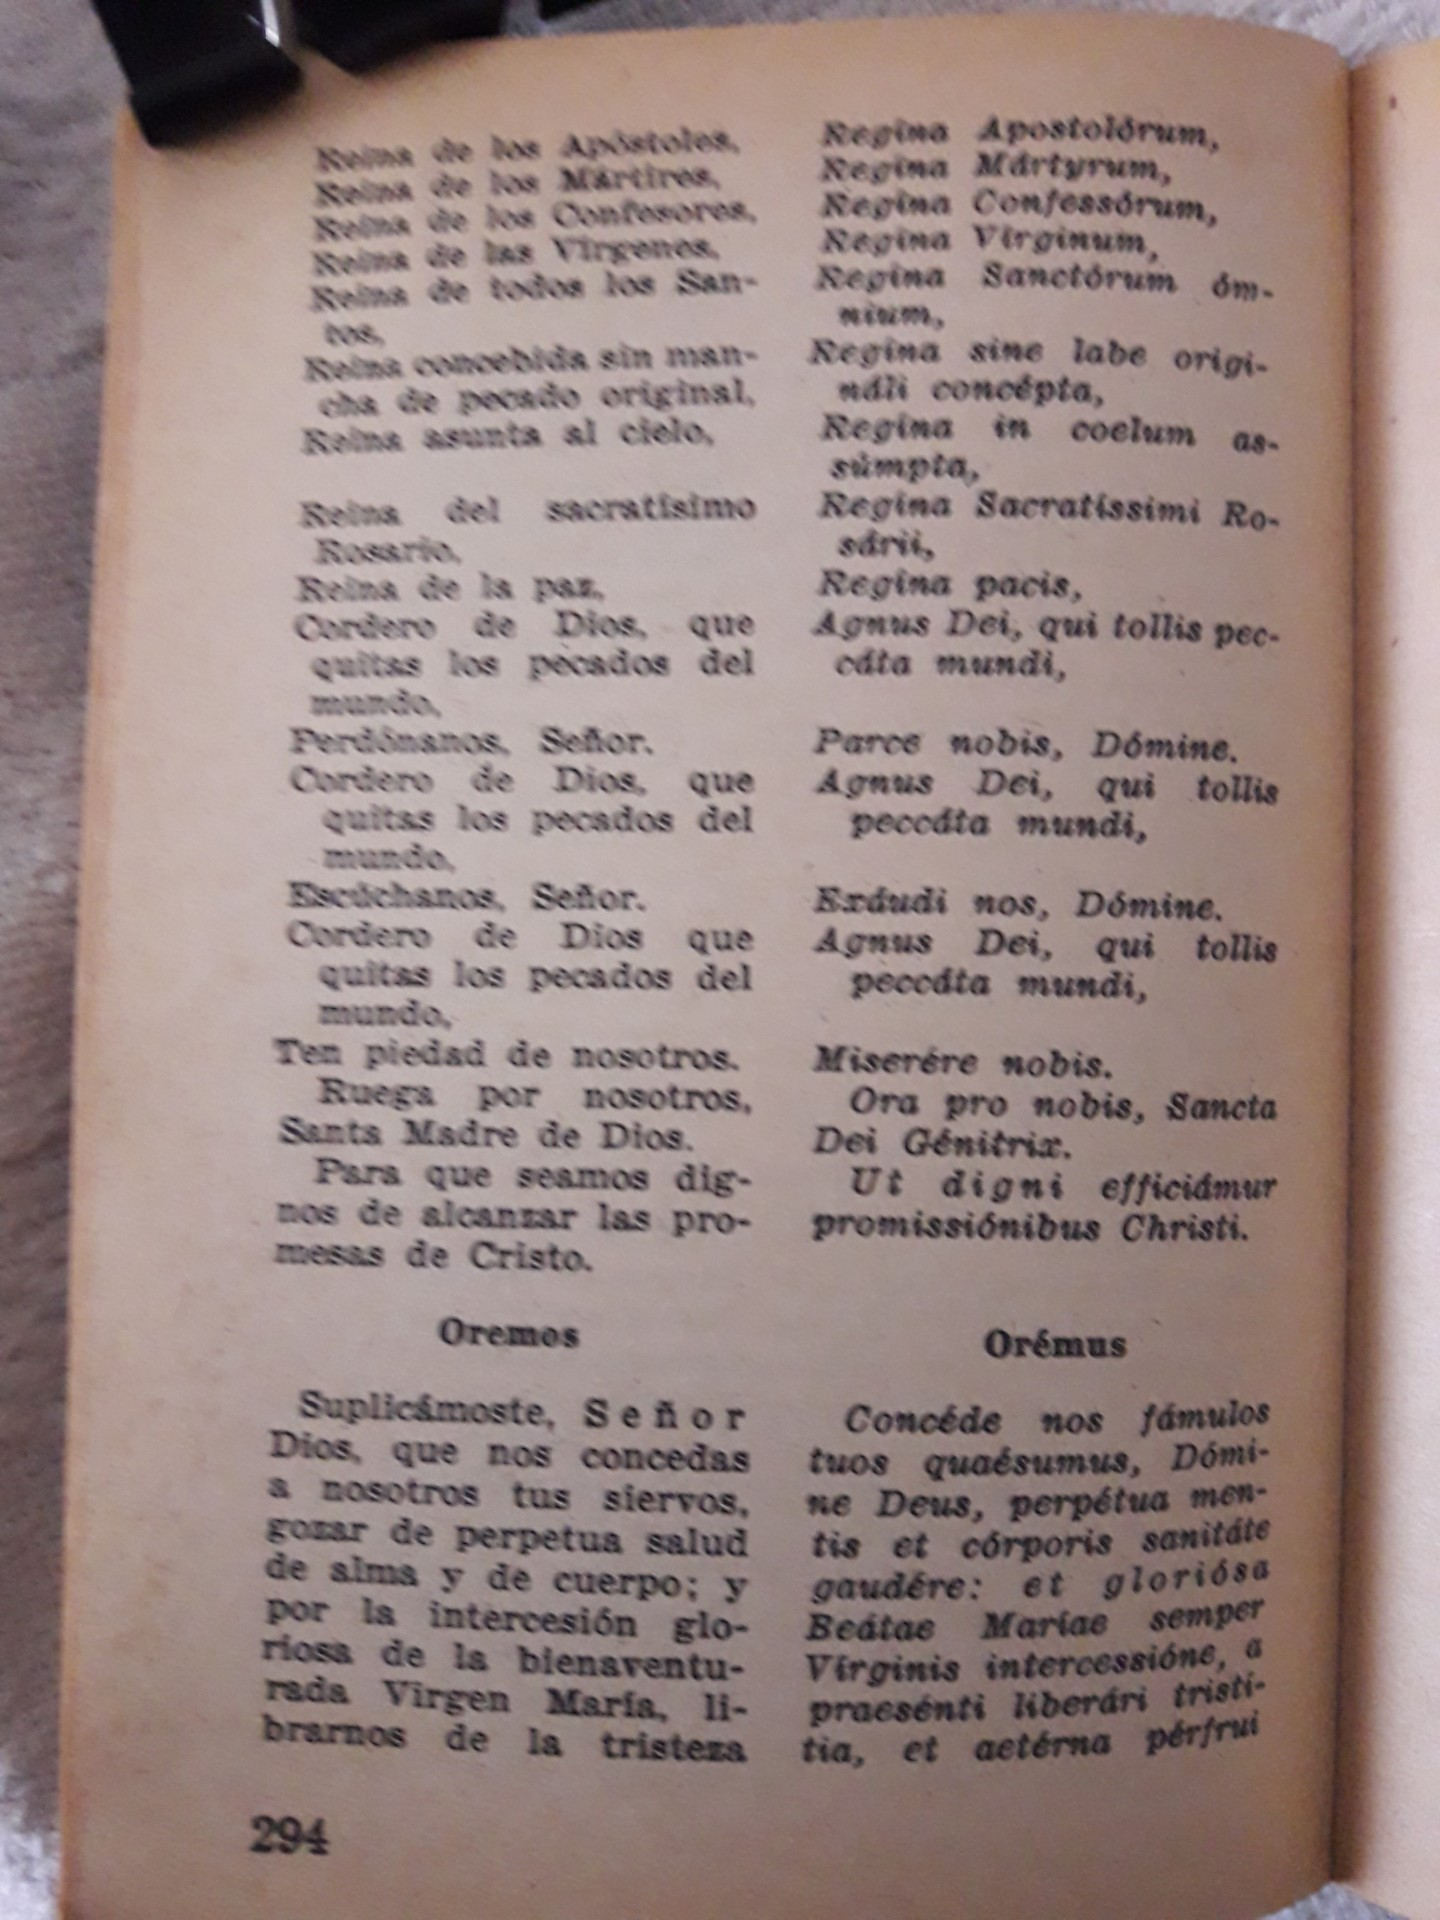 Reina de los Apóstoles,
Reina de los Mártires,
Reina de los Confesores,
Reina de las Vírgenes,
Reina de todos los San-
tos,
Reina concebida sin man-
cha de pecado original,
Reina asunta al cielo,
Reina del sacratísimo
Rosario,
Reina de la paz,
Cordero de Dios, que
quitas los pecados del
mundo,
Perdónanos, Señor.
Cordero de Dios, que
quitas los pecados del
mundo,
Escúchanos, Señor.
Cordero de Dios que
quitas los pecados del
mundo,
Ten piedad de nosotros.
Ruega por nosotros,
Santa Madre de Dios.
Para que seamos dig-
nos de alcanzar las pro-
mesas de Cristo.
Oremos
Suplicámoste, Señor
Dios, que nos concedas
a nosotros tus siervos,
gozar de perpetua salud
de alma y de cuerpo; y
por la intercesión glo-
riosa de la bienaventu-
rada Virgen María, li-
brarnos de la tristeza
Regína Apostolórum,
Regína Mártyrum,
Regína Confessórum,
Regína Vírginum,
Regína Sanctórum óm-
nium,
Regína sine labe origi-
náli concépta,
Regína in coelum as-
súmpta,
Regína Sacratíssimi Ro-
sárii,
Regína pacis,
Agnus Dei, qui tollis pec-
cáta mundi,
Parce nobis, Dómine.
Agnus Dei, qui tollis
peccáta mundi,
Exáudi nos, Dómine.
Agnus Dei, qui tollis
peccáta mundi,
Miserére nobis.
Ora pro nobis, Sancta
Dei Génitrix.
Ut digni efficiámur
promissiónibus Christi.
Orémus
Concéde nos fámulos
tuos quaésumus, Dómi-
ne Deus, perpétua men-
tis et córporis sanitáte
gaudére: et gloriósa
Beátae Maríae semper
Vírginis intercessióne, a
praesénti liberári tristí-
tia, et aetérna pérfrui
294